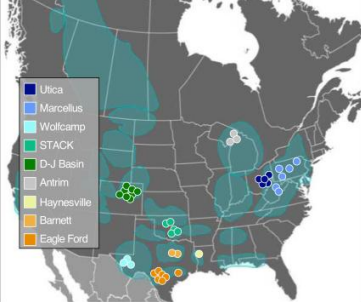 Utica
Marcellus
Wolfcamp
STACK
D-J Basin
Antrim
Haynesville
Barnett
Eagle Ford